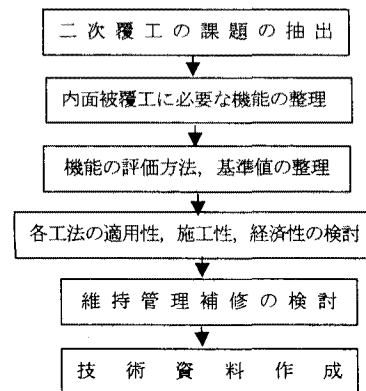 二次覆工の課題の抽出
内面被覆工に必要な機能の整理
機能の評価方法，基準値の整理
各工法の適用性，施工性，経済性の検討
維持管理補修の検討
技術資料作成